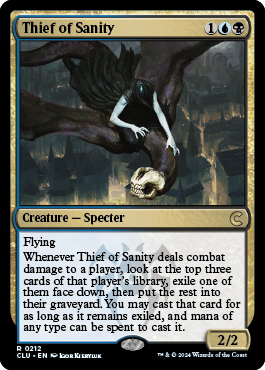 Thief of Sanity 1
Creature — Specter
Flying
Whenever Thief of Sanity deals combat
damage to a player, look at the top three
cards of that player's library, exile one
of them face down, then put the rest into
their graveyard. You may cast that card for
as long as it remains exiled, and mana of
any type can be spent to cast it.
2/2
R 0212
CLU • EN Igor Kieryluk
™ & © 2024 Wizards of the Coast